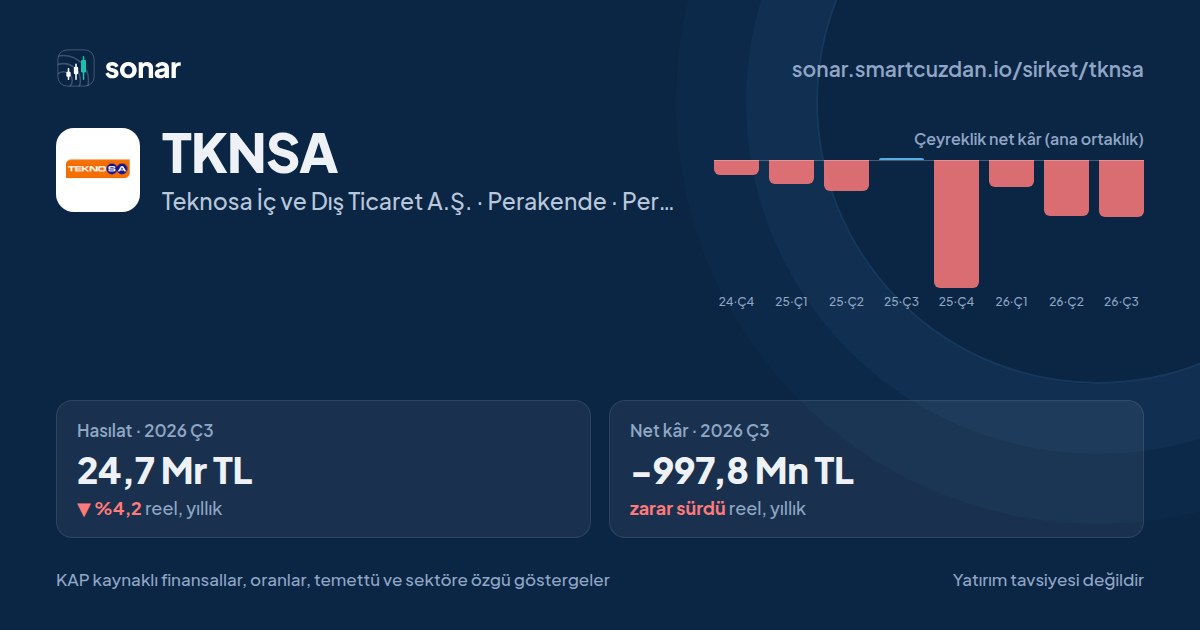 sonar
sonar.smartcuzdan.io/sirket/tknsa
TEKNOSA
TKNSA
Teknosa İç ve Dış Ticaret A.Ş. · Perakende · Per…
Çeyreklik net kâr (ana ortaklık)
24·Ç4 25·Ç1 25·Ç2 25·Ç3 25·Ç4 26·Ç1 26·Ç2 26·Ç3
Hasılat · 2026 Ç3
24,7 Mr TL
▼ %4,2 reel, yıllık
Net kâr · 2026 Ç3
−997,8 Mn TL
zarar sürdü reel, yıllık
KAP kaynaklı finansallar, oranlar, temettü ve sektöre özgü göstergeler
Yatırım tavsiyesi değildir